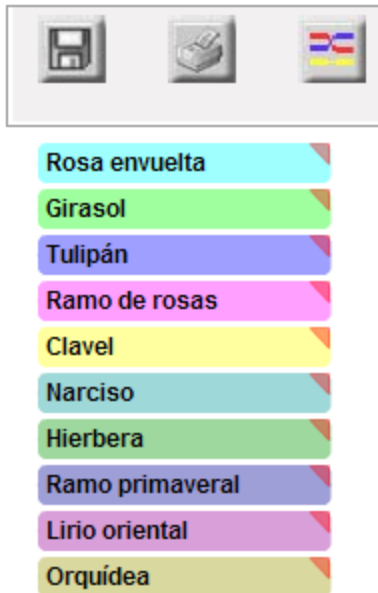 Rosa envuelta
Girasol
Tulipán
Ramo de rosas
Clavel
Narciso
Hierbera
Ramo primaveral
Lirio oriental
Orquídea